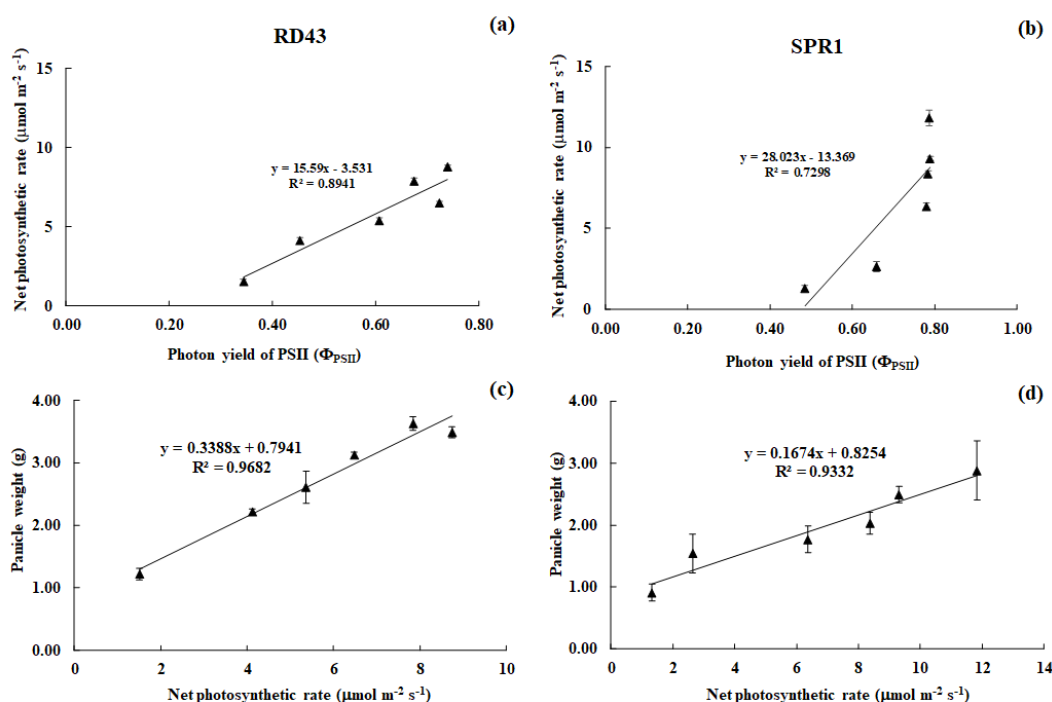 (a)
RD43
Net photosynthetic rate (µmol m⁻² s⁻¹)
15
10
5
0
y = 15.59x - 3.531
R² = 0.8941
0.00 0.20 0.40 0.60 0.80
Photon yield of PSII (Φ_PSII)
(b)
SPR1
Net photosynthetic rate (µmol m⁻² s⁻¹)
15
10
5
0
y = 28.023x - 13.369
R² = 0.7298
0.00 0.20 0.40 0.60 0.80 1.00
Photon yield of PSII (Φ_PSII)
(c)
Panicle weight (g)
4.00
3.00
2.00
1.00
0.00
y = 0.3388x + 0.7941
R² = 0.9682
0 2 4 6 8 10
Net photosynthetic rate (µmol m⁻² s⁻¹)
(d)
Panicle weight (g)
4.00
3.00
2.00
1.00
0.00
y = 0.1674x + 0.8254
R² = 0.9332
0 2 4 6 8 10 12 14
Net photosynthetic rate (µmol m⁻² s⁻¹)